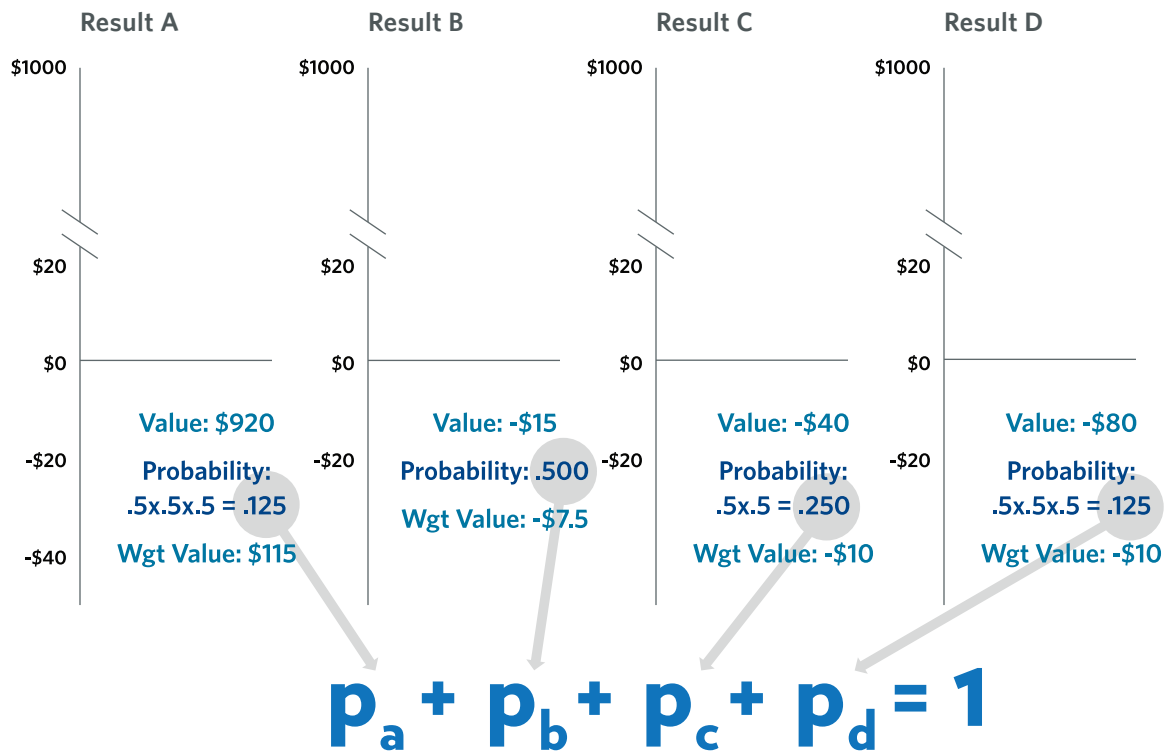 Result A
$1000
$20
$0
-$20
-$40
Value: $920
Probability:
.5x.5x.5 = .125
Wgt Value: $115
Result B
$1000
$20
$0
-$20
Value: -$15
Probability: .500
Wgt Value: -$7.5
Result C
$1000
$20
$0
-$20
Value: -$40
Probability:
.5x.5 = .250
Wgt Value: -$10
Result D
$1000
$20
$0
-$20
Value: -$80
Probability:
.5x.5x.5 = .125
Wgt Value: -$10
pa + pb + pc + pd = 1